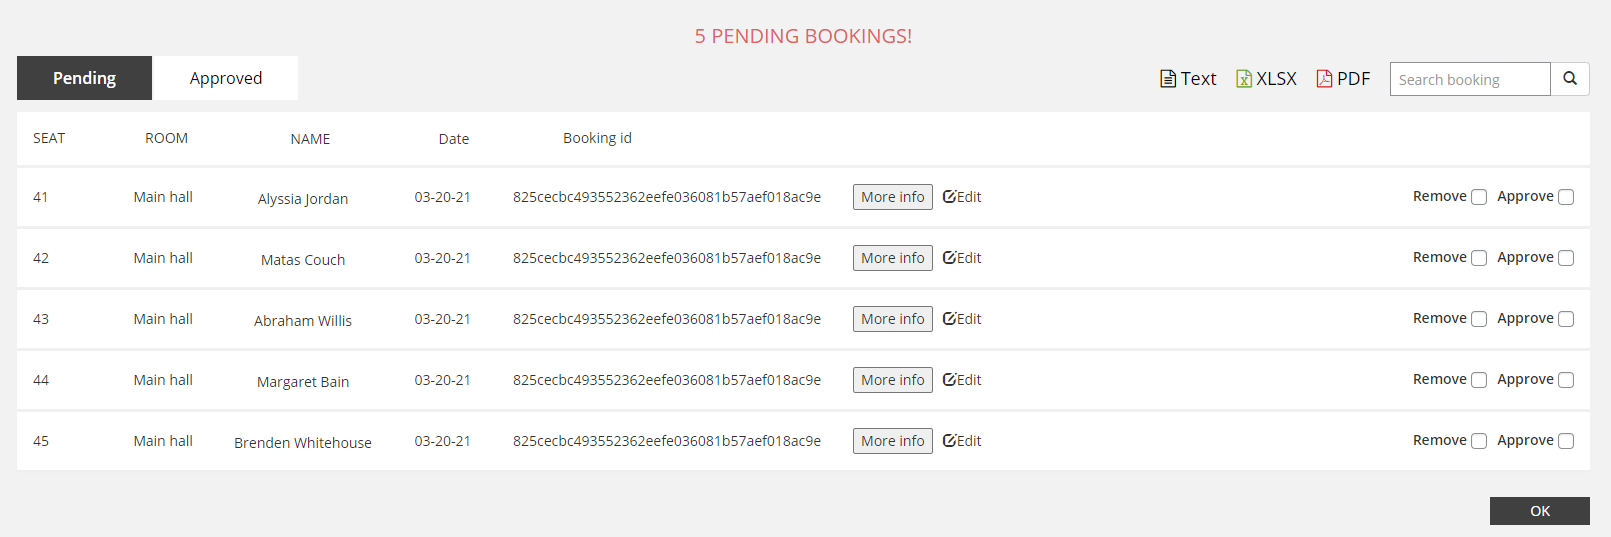 5 PENDING BOOKINGS!
Pending Approved Text XLSX PDF Search booking
SEAT ROOM NAME Date Booking id
41 Main hall Alyssia Jordan 03-20-21 825cecbc493552362eefe036081b57aef018ac9e More info Edit Remove Approve
42 Main hall Matas Couch 03-20-21 825cecbc493552362eefe036081b57aef018ac9e More info Edit Remove Approve
43 Main hall Abraham Willis 03-20-21 825cecbc493552362eefe036081b57aef018ac9e More info Edit Remove Approve
44 Main hall Margaret Bain 03-20-21 825cecbc493552362eefe036081b57aef018ac9e More info Edit Remove Approve
45 Main hall Brenden Whitehouse 03-20-21 825cecbc493552362eefe036081b57aef018ac9e More info Edit Remove Approve
OK